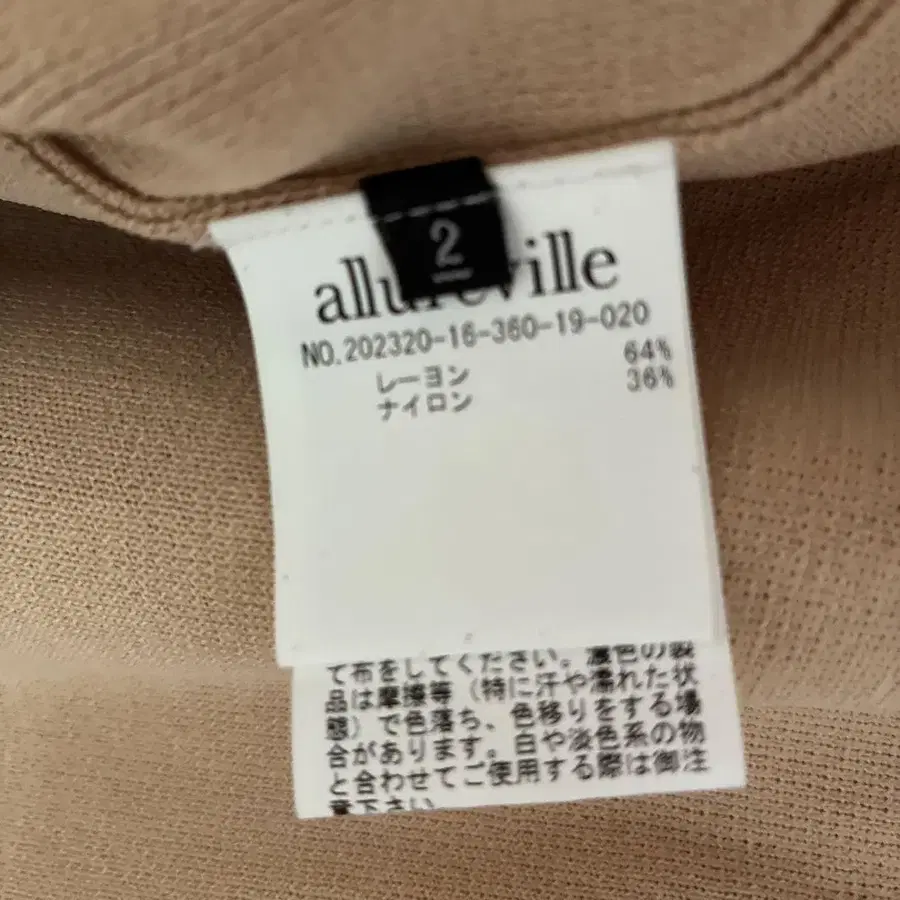 2
allureville
NO.202320-16-360-19-020
レーヨン 64%
ナイロン 36%
て布をしてください。濃色の製
品は摩擦等（特に汗や濡れた状
態）で色落ち、色移りをする場
合があります。白や淡色系の物
と合わせてご使用する際は御注
意下さい